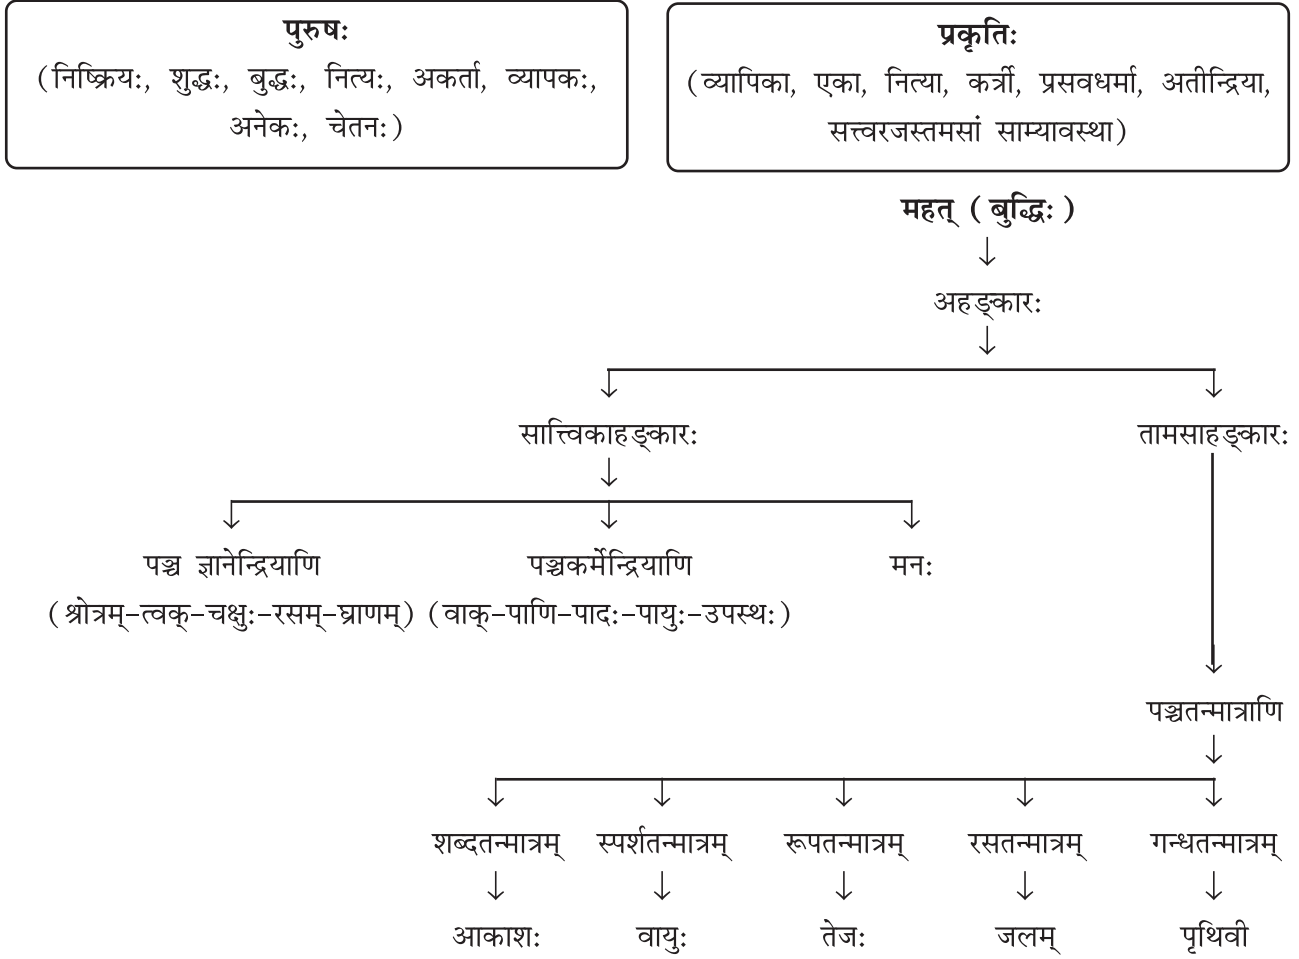 पुरुषः
(निष्क्रियः, शुद्धः, बुद्धः, नित्यः, अकर्ता, व्यापकः,
अनेकः, चेतनः)
प्रकृतिः
(व्यापिका, एका, नित्या, कर्त्री, प्रसवधर्मा, अतीन्द्रिया,
सत्त्वरजस्तमसां साम्यावस्था)
महत् (बुद्धिः)
अहङ्कारः
सात्त्विकाहङ्कारः
तामसाहङ्कारः
पञ्च ज्ञानेन्द्रियाणि
(श्रोत्रम्-त्वक्-चक्षुः-रसम्-घ्राणम्)
पञ्चकर्मेन्द्रियाणि
(वाक्-पाणि-पादः-पायुः-उपस्थः)
मनः
पञ्चतन्मात्राणि
शब्दतन्मात्रम्
स्पर्शतन्मात्रम्
रूपतन्मात्रम्
रसतन्मात्रम्
गन्धतन्मात्रम्
आकाशः
वायुः
तेजः
जलम्
पृथिवी